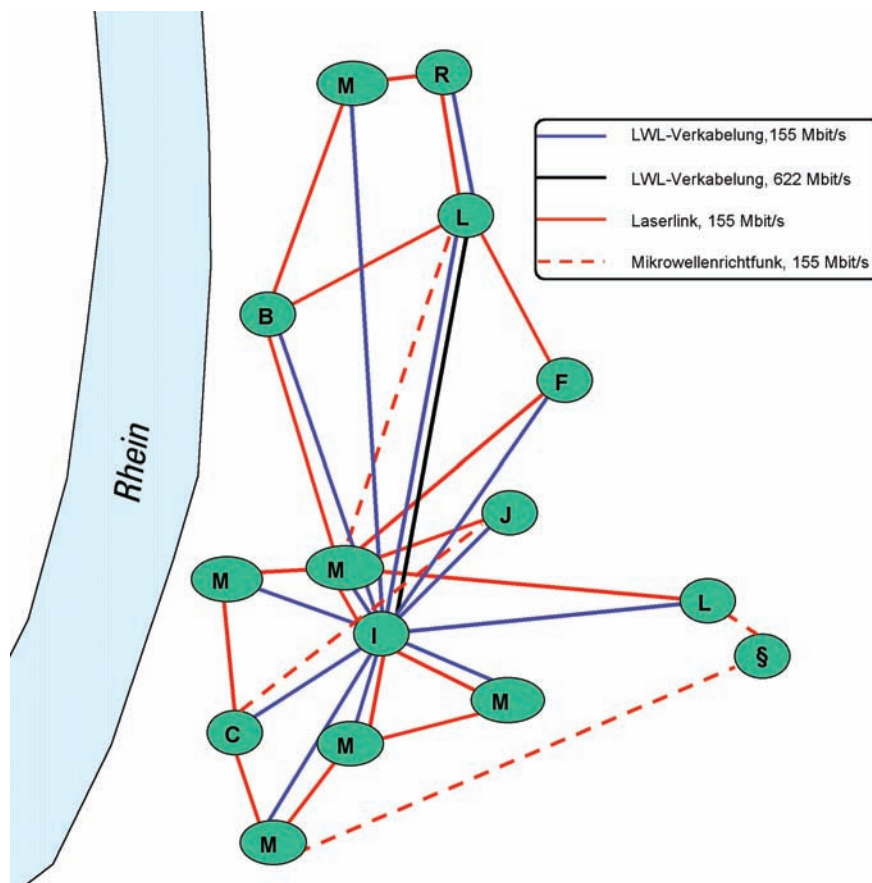 M
R
LWL-Verkabelung,155 Mbit/s
LWL-Verkabelung, 622 Mbit/s
Laserlink, 155 Mbit/s
Mikrowellenrichtfunk, 155 Mbit/s
L
B
F
Rhein
J
M
M
L
I
§
M
C
M
M